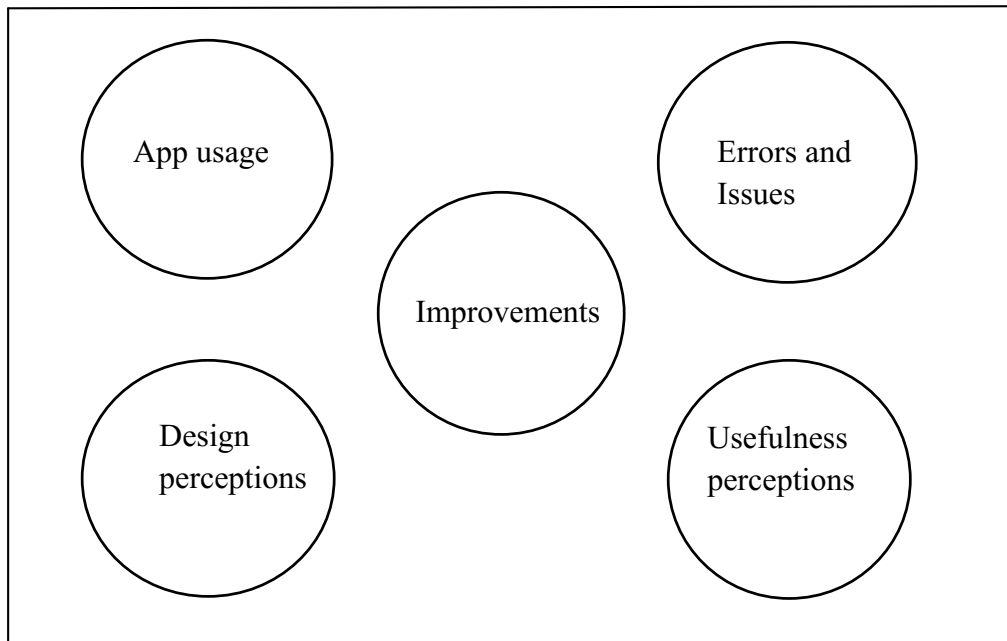 App usage
Errors and
Issues
Improvements
Design
perceptions
Usefulness
perceptions